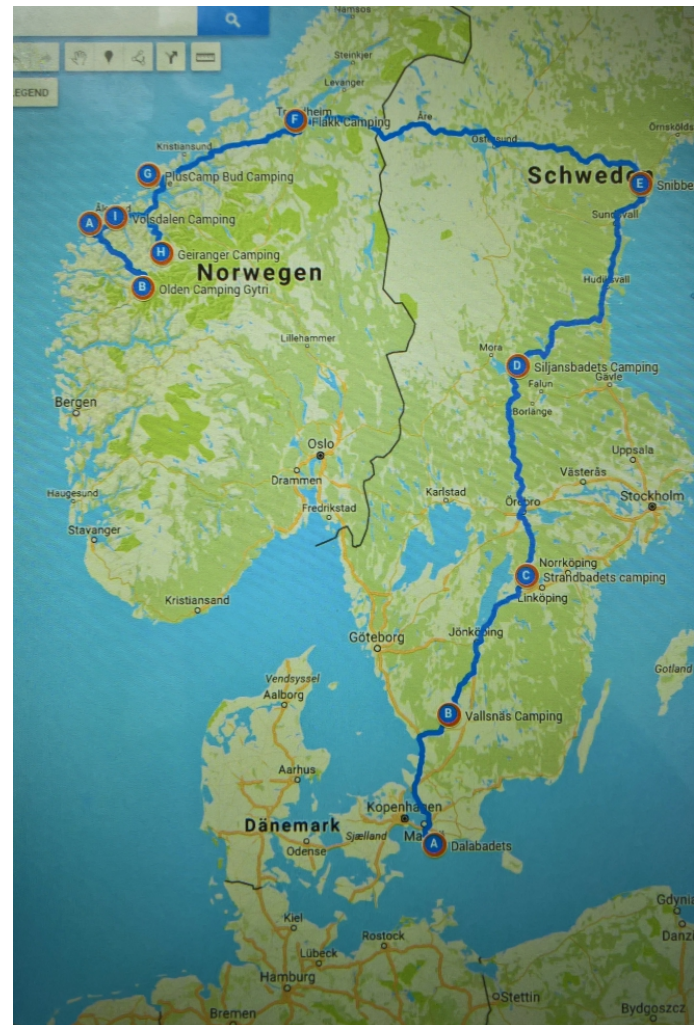 Namsos
Steinkjer
LEGEND
Levanger
F
Flakk Camping
Åre
Östersund
Kristiansund
Schweden
E
Snibbe
G
PlusCamp Bud Camping
A
I
Volsdalen Camping
Sundsvall
H
Geiranger Camping
Norwegen
B
Olden Camping Gytri
Hudiksvall
Lillehammer
Mora
D
Siljansbadets Camping
Falun
Gävle
Borlänge
Bergen
Oslo
Uppsala
Drammen
Västerås
Karlstad
Stockholm
Haugesund
Fredrikstad
Örebro
Stavanger
Norrköping
C
Strandbadets camping
Linköping
Kristiansand
Göteborg
Jönköping
Gotland
Vendsyssel
Aalborg
B
Vallsnäs Camping
Aarhus
Kopenhagen
Dänemark
Sjælland
A
Dalabadets
Odense
Gdynia
Danzi
Kiel
Rostock
Lübeck
Hamburg
Stettin
Bremen
Bydgoszcz